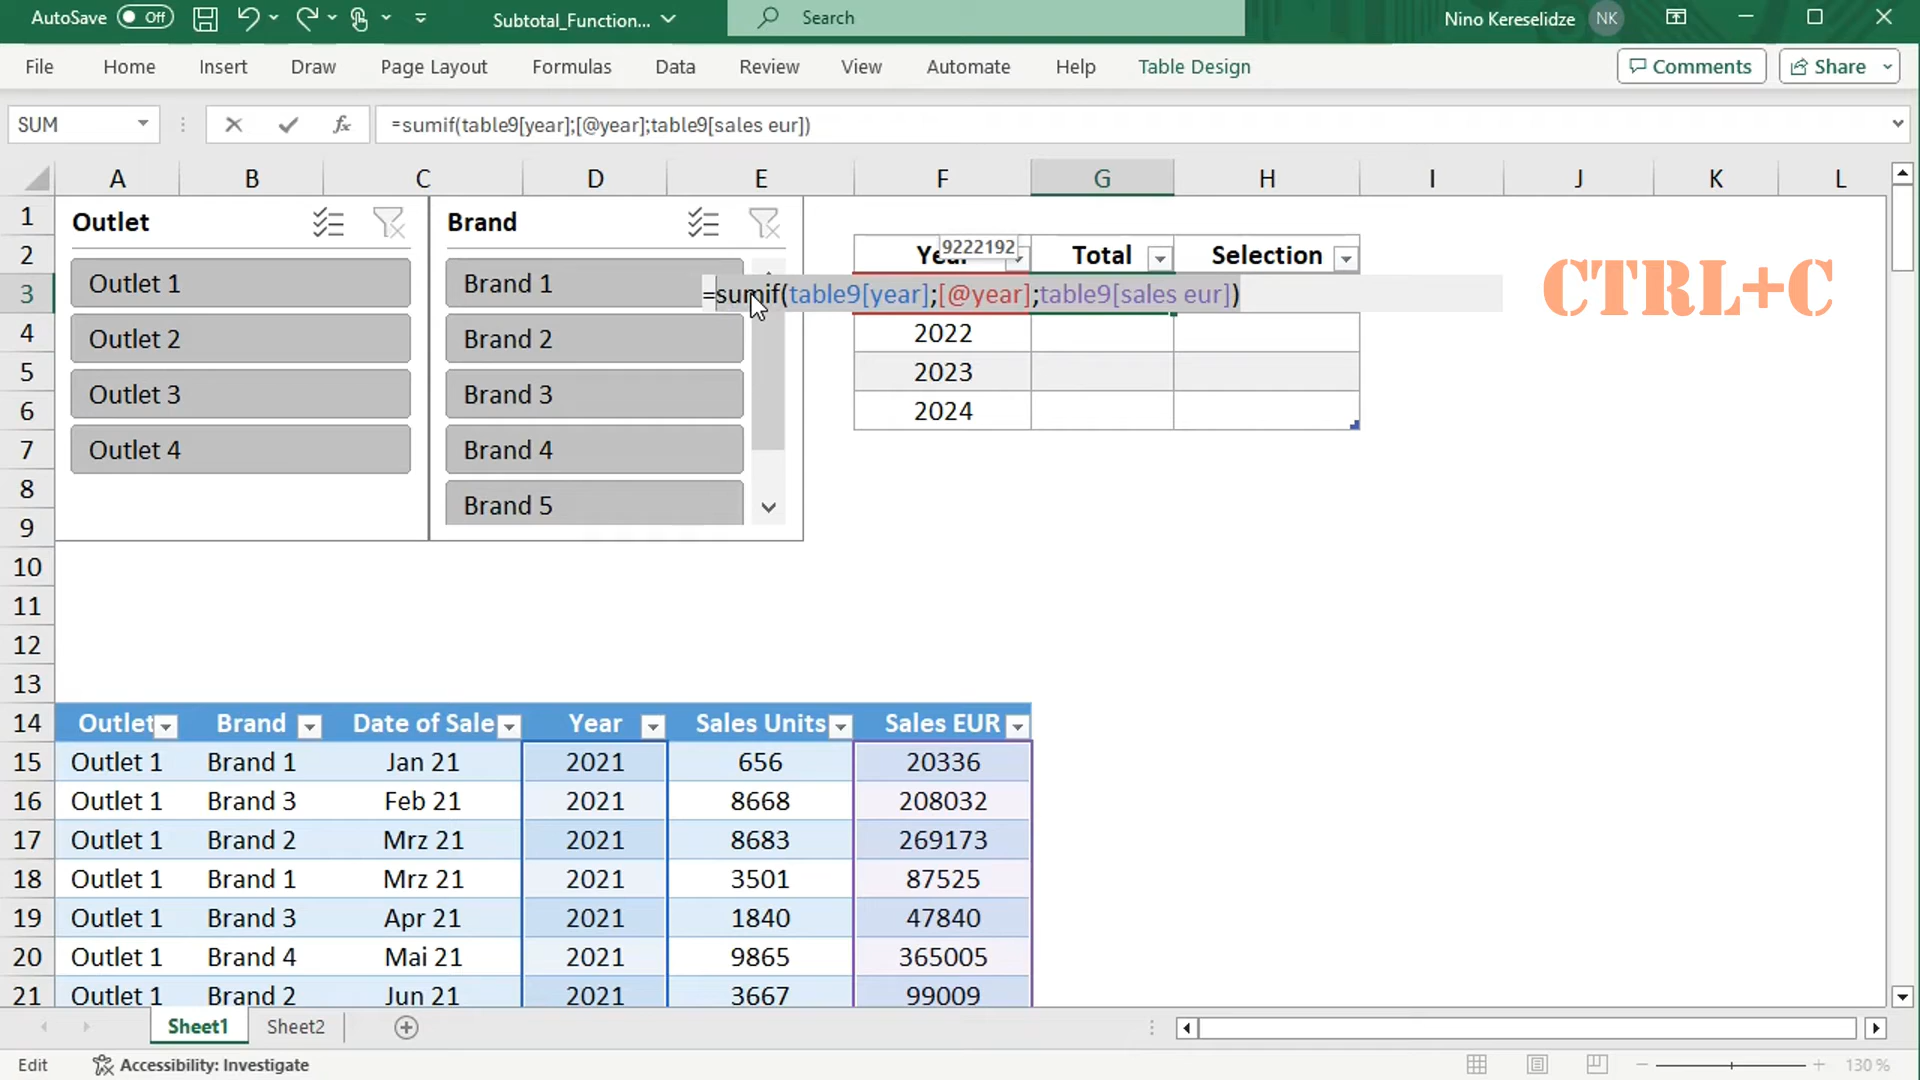 AutoSave Off Subtotal_Function... Search Nino Kereselidze NK
File Home Insert Draw Page Layout Formulas Data Review View Automate Help Table Design Comments Share
SUM fx =sumif(table9[year];[@year];table9[sales eur])
A B C D E F G H I J K L
1 Outlet Brand
2 9222192 Total Selection
3 Outlet 1 Brand 1 =sumif(table9[year];[@year];table9[sales eur]) CTRL+C
4 Outlet 2 Brand 2 2022
5 2023
6 Outlet 3 Brand 3 2024
7 Outlet 4 Brand 4
8 Brand 5
9
10
11
12
13
14 Outlet Brand Date of Sale Year Sales Units Sales EUR
15 Outlet 1 Brand 1 Jan 21 2021 656 20336
16 Outlet 1 Brand 3 Feb 21 2021 8668 208032
17 Outlet 1 Brand 2 Mrz 21 2021 8683 269173
18 Outlet 1 Brand 1 Mrz 21 2021 3501 87525
19 Outlet 1 Brand 3 Apr 21 2021 1840 47840
20 Outlet 1 Brand 4 Mai 21 2021 9865 365005
21 Outlet 1 Brand 2 Jun 21 2021 3667 99009
Sheet1 Sheet2
Edit Accessibility: Investigate 130 %